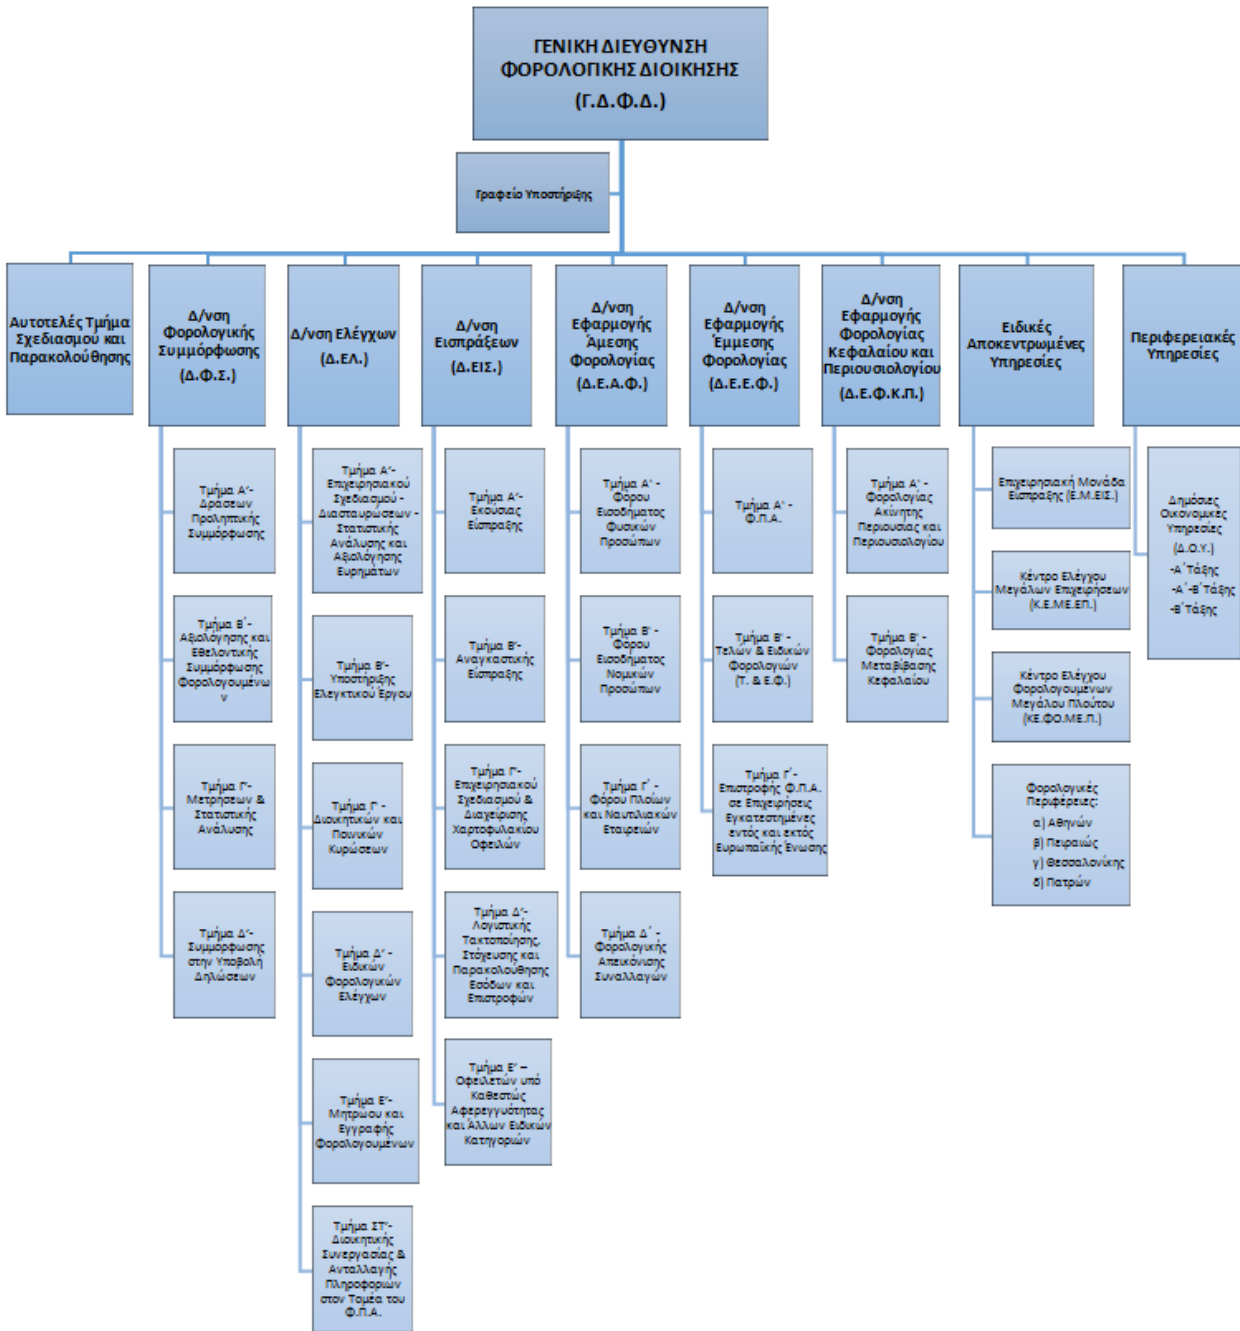 ΓΕΝΙΚΗ ΔΙΕΥΘΥΝΣΗ
ΦΟΡΟΛΟΓΙΚΗΣ ΔΙΟΙΚΗΣΗΣ
(Γ.Δ.Φ.Δ.)
Γραφείο Υποστήριξης
Αυτοτελές Τμήμα
Σχεδιασμού και
Παρακολούθησης
Δ/νση
Φορολογικής
Συμμόρφωσης
(Δ.Φ.Σ.)
Δ/νση Ελέγχων
(Δ.ΕΛ.)
Δ/νση
Εισπράξεων
(Δ.ΕΙΣ.)
Δ/νση
Εφαρμογής
Άμεσης
Φορολογίας
(Δ.Ε.Α.Φ.)
Δ/νση
Εφαρμογής
Έμμεσης
Φορολογίας
(Δ.Ε.Ε.Φ.)
Δ/νση
Εφαρμογής
Φορολογίας
Κεφαλαίου και
Περιουσιολογίου
(Δ.Ε.Φ.Κ.Π.)
Ειδικές
Αποκεντρωμένες
Υπηρεσίες
Περιφερειακές
Υπηρεσίες
Τμήμα Α'-
Δράσεων
Προληπτικής
Συμμόρφωσης
Τμήμα Β΄-
Αξιολόγησης και
Εθελοντικής
Συμμόρφωσης
Φορολογουμένω
ν
Τμήμα Γ'-
Μετρήσεων &
Στατιστικής
Ανάλυσης
Τμήμα Δ'-
Συμμόρφωσης
στην Υποβολή
Δηλώσεων
Τμήμα Α'-
Επιχειρησιακού
Σχεδιασμού -
Διασταυρώσεων -
Στατιστικής
Ανάλυσης και
Αξιολόγησης
Ευρημάτων
Τμήμα Β'-
Υποστήριξης
Ελεγκτικού Έργου
Τμήμα Γ' -
Διοικητικών και
Ποινικών
Κυρώσεων
Τμήμα Δ' -
Ειδικών
Φορολογικών
Ελέγχων
Τμήμα Ε'-
Μητρώου και
Εγγραφής
Φορολογουμένων
Τμήμα ΣΤ'-
Διοικητικής
Συνεργασίας &
Ανταλλαγής
Πληροφοριών
στον Τομέα του
Φ.Π.Α.
Τμήμα Α'-
Εκούσιας
Είσπραξης
Τμήμα Β'-
Αναγκαστικής
Είσπραξης
Τμήμα Γ'-
Επιχειρησιακού
Σχεδιασμού &
Διαχείρισης
Χαρτοφυλακίου
Οφειλών
Τμήμα Δ'-
Λογιστικής
Τακτοποίησης,
Στόχευσης και
Παρακολούθησης
Εσόδων και
Επιστροφών
Τμήμα Ε' –
Οφειλετών υπό
Καθεστώς
Αφερεγγυότητας
και Άλλων Ειδικών
Κατηγοριών
Τμήμα Α' -
Φόρου
Εισοδήματος
Φυσικών
Προσώπων
Τμήμα Β' -
Φόρου
Εισοδήματος
Νομικών
Προσώπων
Τμήμα Γ΄ -
Φόρου Πλοίων
και Ναυτιλιακών
Εταιρειών
Τμήμα Δ΄ -
Φορολογικής
Απεικόνισης
Συναλλαγών
Τμήμα Α' -
Φ.Π.Α.
Τμήμα Β' -
Τελών & Ειδικών
Φορολογιών
(Τ. & Ε.Φ.)
Τμήμα Γ΄ -
Επιστροφής Φ.Π.Α.
σε Επιχειρήσεις
Εγκατεστημένες
εντός και εκτός
Ευρωπαϊκής Ένωσης
Τμήμα Α' -
Φορολογίας
Ακίνητης
Περιουσίας και
Περιουσιολογίου
Τμήμα Β' -
Φορολογίας
Μεταβίβασης
Κεφαλαίου
Επιχειρησιακή Μονάδα
Είσπραξης (Ε.Μ.ΕΙΣ.)
Κέντρο Ελέγχου
Μεγάλων Επιχειρήσεων
(Κ.Ε.ΜΕ.ΕΠ.)
Κέντρο Ελέγχου
Φορολογουμένων
Μεγάλου Πλούτου
(ΚΕ.ΦΟ.ΜΕ.Π.)
Φορολογικές
Περιφέρειες:
α) Αθηνών
β) Πειραιώς
γ) Θεσσαλονίκης
δ) Πατρών
Δημόσιες
Οικονομικές
Υπηρεσίες
(Δ.Ο.Υ.)
-Α΄ Τάξης
-Α΄-Β΄ Τάξης
-Β΄ Τάξης